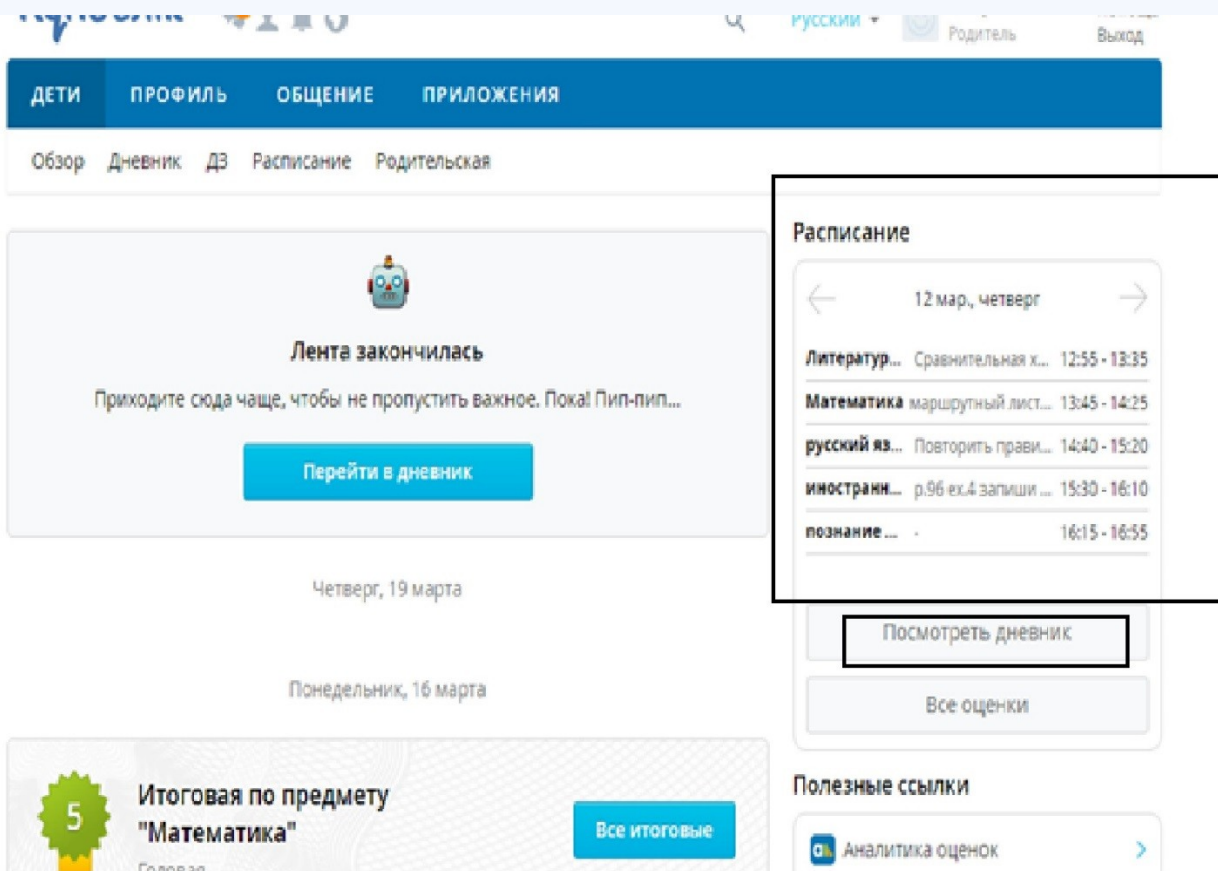 Русский
Родитель
Выход
ДЕТИ ПРОФИЛЬ ОБЩЕНИЕ ПРИЛОЖЕНИЯ
Обзор Дневник ДЗ Расписание Родительская
Лента закончилась
Приходите сюда чаще, чтобы не пропустить важное. Пока! Пип-пип...
Перейти в дневник
Четверг, 19 марта
Понедельник, 16 марта
5
Итоговая по предмету
"Математика"
Все итоговые
Расписание
12 мар., четверг
Литератур... Сравнительная х... 12:55 - 13:35
Математика маршрутный лист... 13:45 - 14:25
русский яз... Повторить прави... 14:40 - 15:20
иностранн... p.96 ex.4 запиши ... 15:30 - 16:10
познание ... - 16:15 - 16:55
Посмотреть дневник
Все оценки
Полезные ссылки
Аналитика оценок